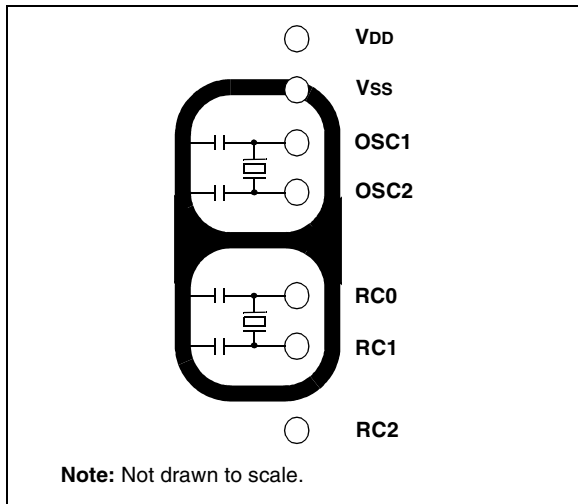 VDD
VSS
OSC1
OSC2
RC0
RC1
RC2
Note: Not drawn to scale.